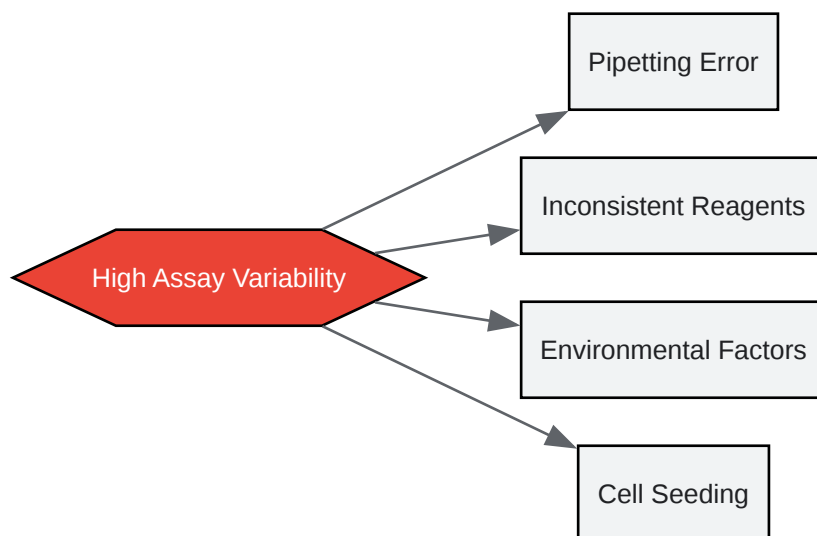 Pipetting Error
Inconsistent Reagents
High Assay Variability
Environmental Factors
Cell Seeding